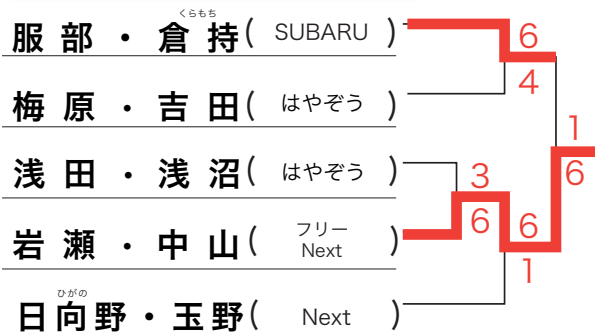 くらもち
服部・倉持( SUBARU )
6
4
梅原・吉田( はやぞう )
1
6
浅田・浅沼( はやぞう )
3
6
6
1
岩瀬・中山( フリー Next )
ひがの
日向野・玉野( Next )